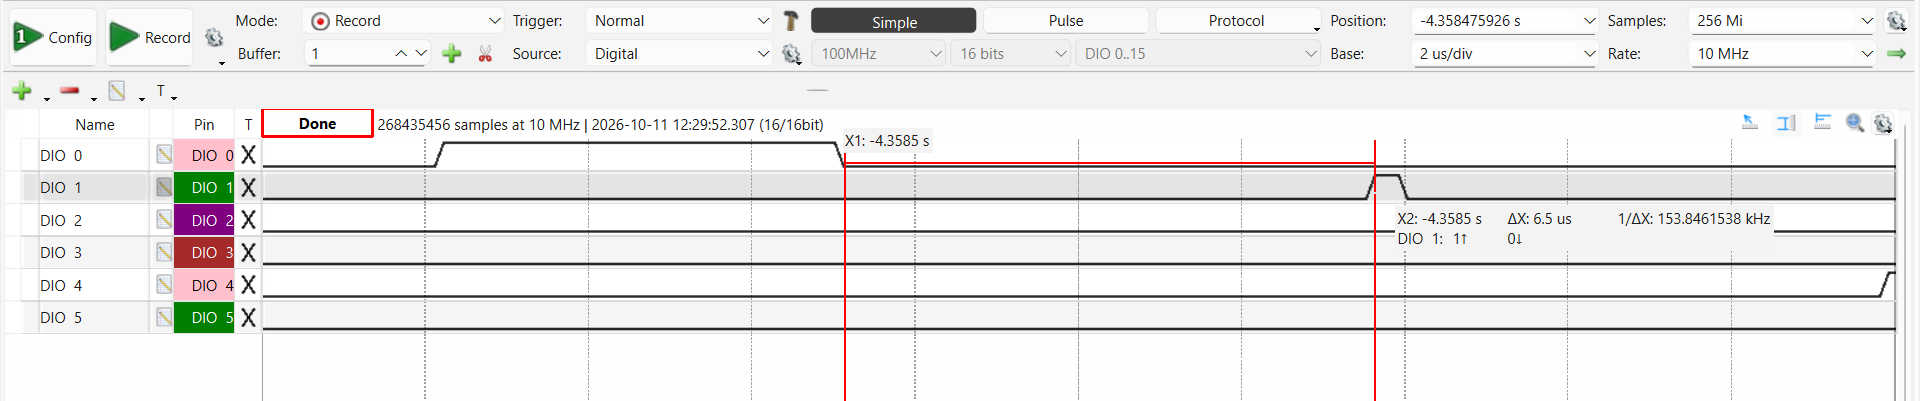 Mode: Record Trigger: Normal Simple Pulse Protocol Position: -4.358475926 s Samples: 256 Mi
1 Config Record
Buffer: 1 Source: Digital 100MHz 16 bits DIO 0..15 Base: 2 us/div Rate: 10 MHz
T
Name Pin T Done 268435456 samples at 10 MHz | 2026-10-11 12:29:52.307 (16/16bit)
X1: -4.3585 s
DIO 0 DIO 0 X
DIO 1 DIO 1 X
DIO 2 DIO 2 X
X2: -4.3585 s ΔX: 6.5 us 1/ΔX: 153.8461538 kHz
DIO 1: 1↑ 0↓
DIO 3 DIO 3 X
DIO 4 DIO 4 X
DIO 5 DIO 5 X